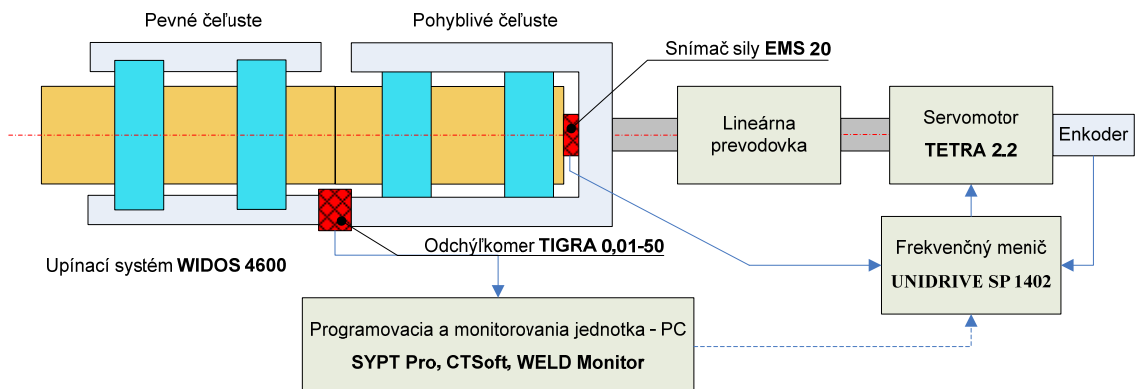 Pevné čeľuste
Pohyblivé čeľuste
Snímač sily EMS 20
Lineárna
prevodovka
Servomotor
TETRA 2.2
Enkoder
Odchýlkomer TIGRA 0,01-50
Upínací systém WIDOS 4600
Frekvenčný menič
UNIDRIVE SP 1402
Programovacia a monitorovania jednotka - PC
SYPT Pro, CTSoft, WELD Monitor